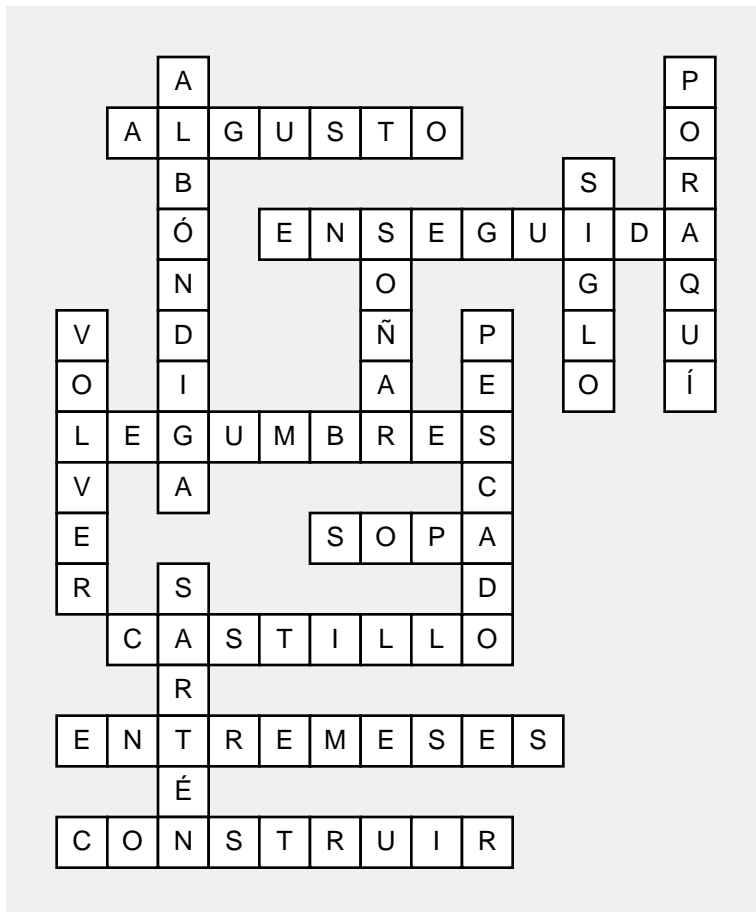 ALBÓNDIGA
PORAQUÍ
ALGUSTO
SIGLO
ENSEGUIDA
SOÑAR
VOLVER
PESCADO
LEGUMBRES
SOPA
SARTÉN
CASTILLO
ENTREMESES
CONSTRUIR